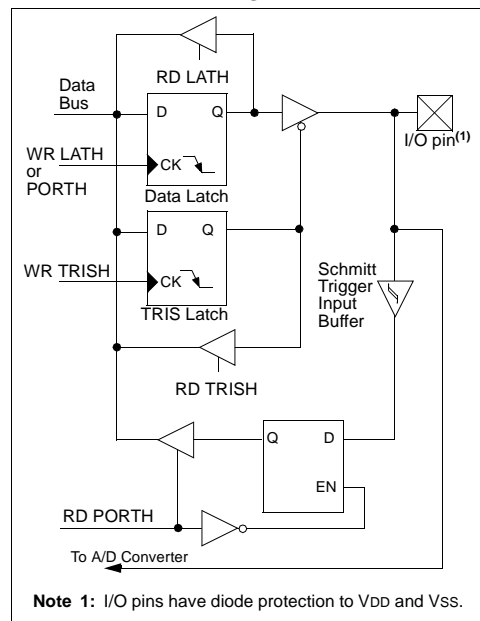 RD LATH
Data
Bus
D Q
I/O pin(1)
WR LATH
or
PORTH
CK
Data Latch
D Q
WR TRISH
CK
TRIS Latch
Schmitt
Trigger
Input
Buffer
RD TRISH
Q D
EN
RD PORTH
To A/D Converter
Note 1: I/O pins have diode protection to VDD and VSS.